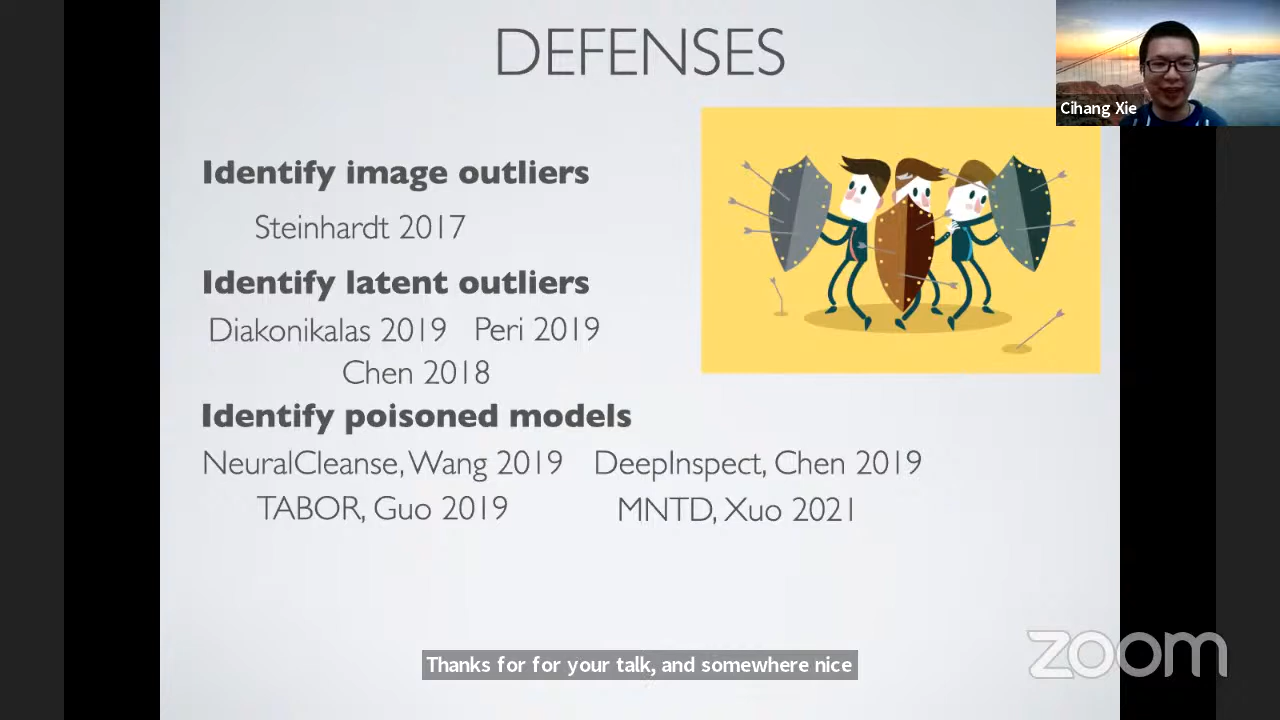 DEFENSES
Cihang Xie
Identify image outliers
Steinhardt 2017
Identify latent outliers
Diakonikalas 2019 Peri 2019
Chen 2018
Identify poisoned models
NeuralCleanse, Wang 2019 DeepInspect, Chen 2019
TABOR, Guo 2019 MNTD, Xuo 2021
Thanks for for your talk, and somewhere nice
zoom